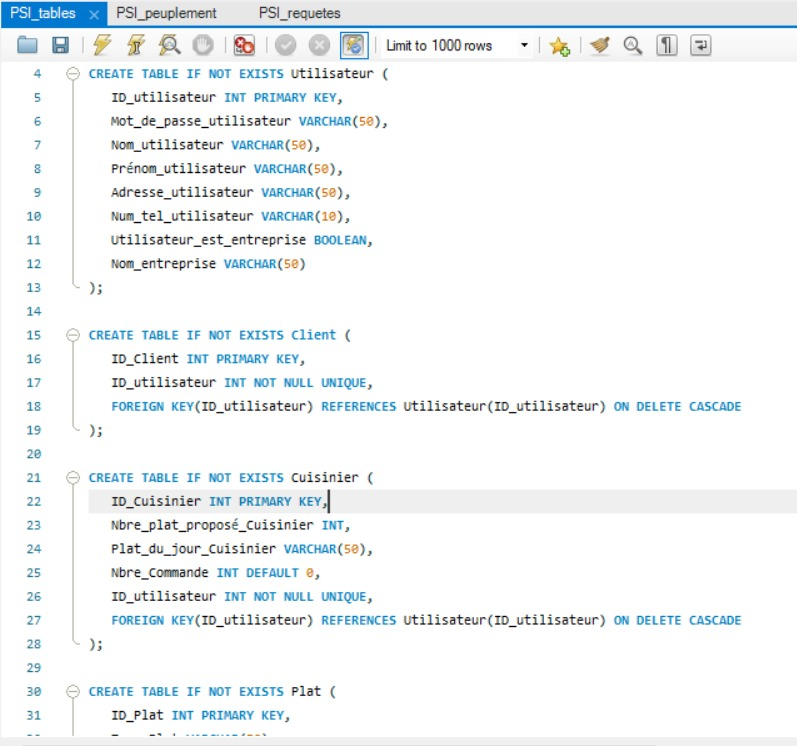 PSI_tables PSI_peuplement PSI_requetes
Limit to 1000 rows
4 CREATE TABLE IF NOT EXISTS Utilisateur (
5 ID_utilisateur INT PRIMARY KEY,
6 Mot_de_passe_utilisateur VARCHAR(50),
7 Nom_utilisateur VARCHAR(50),
8 Prénom_utilisateur VARCHAR(50),
9 Adresse_utilisateur VARCHAR(50),
10 Num_tel_utilisateur VARCHAR(10),
11 Utilisateur_est_entreprise BOOLEAN,
12 Nom_entreprise VARCHAR(50)
13 );
14
15 CREATE TABLE IF NOT EXISTS Client (
16 ID_Client INT PRIMARY KEY,
17 ID_utilisateur INT NOT NULL UNIQUE,
18 FOREIGN KEY(ID_utilisateur) REFERENCES Utilisateur(ID_utilisateur) ON DELETE CASCADE
19 );
20
21 CREATE TABLE IF NOT EXISTS Cuisinier (
22 ID_Cuisinier INT PRIMARY KEY,
23 Nbre_plat_proposé_Cuisinier INT,
24 Plat_du_jour_Cuisinier VARCHAR(50),
25 Nbre_Commande INT DEFAULT 0,
26 ID_utilisateur INT NOT NULL UNIQUE,
27 FOREIGN KEY(ID_utilisateur) REFERENCES Utilisateur(ID_utilisateur) ON DELETE CASCADE
28 );
29
30 CREATE TABLE IF NOT EXISTS Plat (
31 ID_Plat INT PRIMARY KEY,